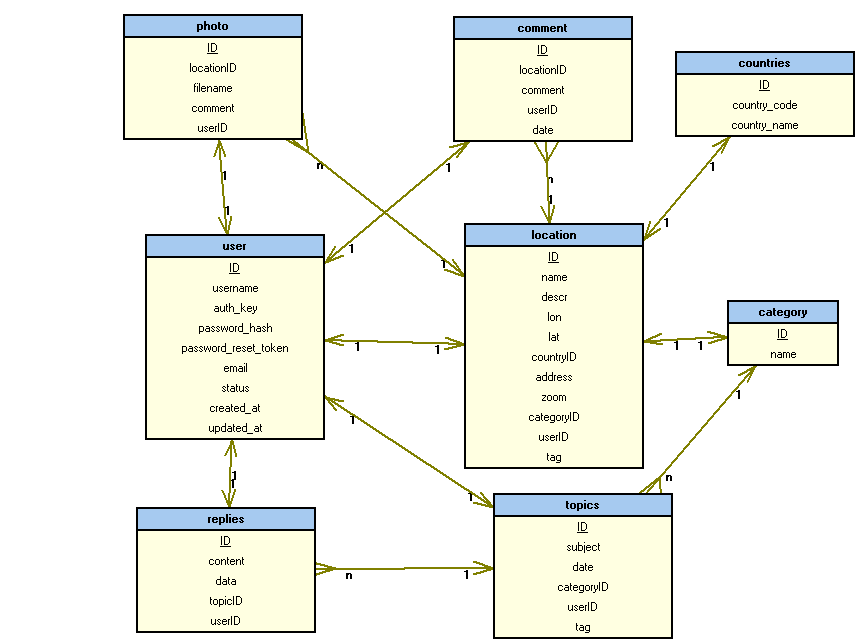 photo
ID
locationID
filename
comment
userID
comment
ID
locationID
comment
userID
date
countries
ID
country_code
country_name
n
1
n
1
1
1
1
1
1
1
1
user
ID
username
auth_key
password_hash
password_reset_token
email
status
created_at
updated_at
location
ID
name
descr
lon
lat
countryID
address
zoom
categoryID
userID
tag
category
ID
name
1
1
1
1
1
1
1
n
1
1
replies
ID
content
data
topicID
userID
n
1
topics
ID
subject
date
categoryID
userID
tag